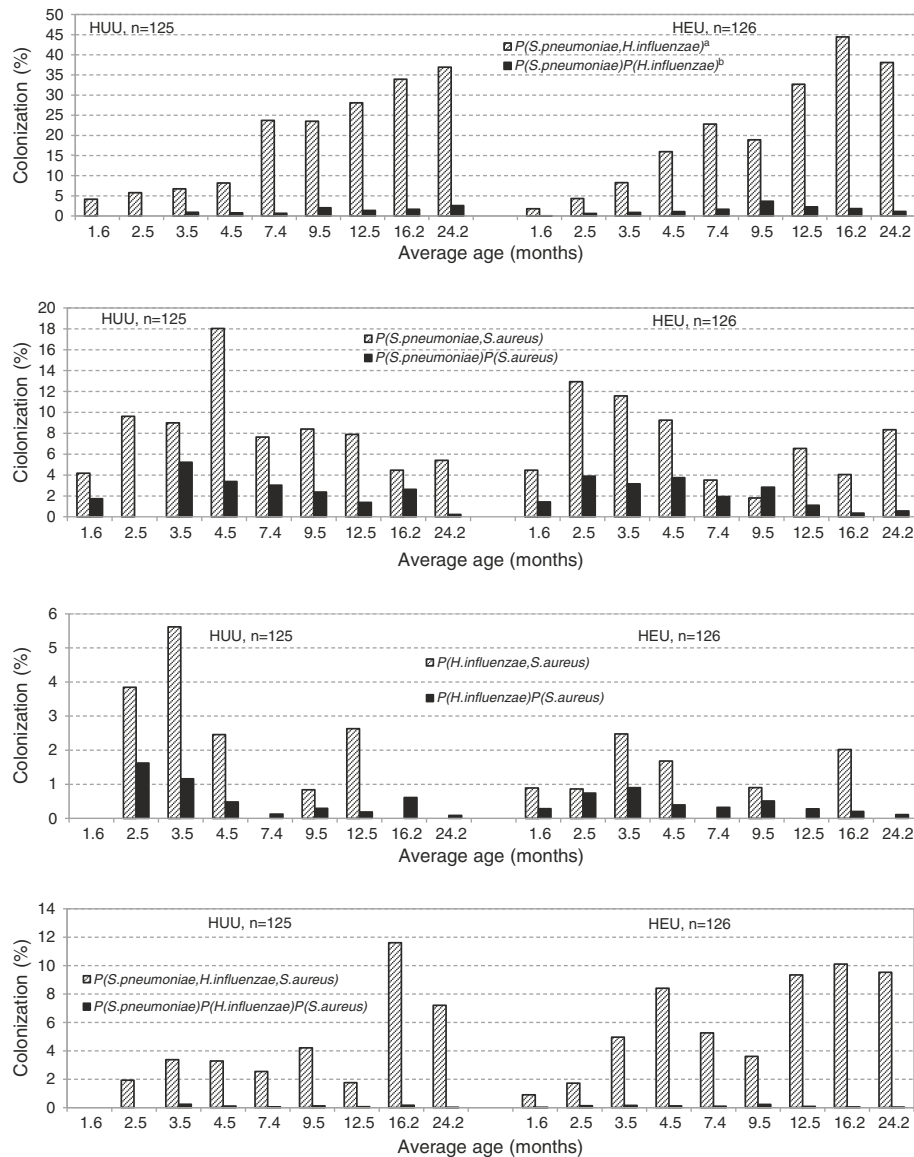 HUU, n=125
HEU, n=126
P(S.pneumoniae,H.influenzae)a
P(S.pneumoniae)P(H.influenzae)b
Colonization (%)
50
45
40
35
30
25
20
15
10
5
0
1.6 2.5 3.5 4.5 7.4 9.5 12.5 16.2 24.2 1.6 2.5 3.5 4.5 7.4 9.5 12.5 16.2 24.2
Average age (months)
HUU, n=125
HEU, n=126
P(S.pneumoniae,S.aureus)
P(S.pneumoniae)P(S.aureus)
Ciolonization (%)
20
18
16
14
12
10
8
6
4
2
0
1.6 2.5 3.5 4.5 7.4 9.5 12.5 16.2 24.2 1.6 2.5 3.5 4.5 7.4 9.5 12.5 16.2 24.2
Average age (months)
HUU, n=125
HEU, n=126
P(H.influenzae,S.aureus)
P(H.influenzae)P(S.aureus)
Colonization (%)
6
5
4
3
2
1
0
1.6 2.5 3.5 4.5 7.4 9.5 12.5 16.2 24.2 1.6 2.5 3.5 4.5 7.4 9.5 12.5 16.2 24.2
Average age (months)
HUU, n=125
HEU, n=126
P(S.pneumoniae,H.influenzae,S.aureus)
P(S.pneumoniae)P(H.influenzae)P(S.aureus)
Colonization (%)
14
12
10
8
6
4
2
0
1.6 2.5 3.5 4.5 7.4 9.5 12.5 16.2 24.2 1.6 2.5 3.5 4.5 7.4 9.5 12.5 16.2 24.2
Average age (months)